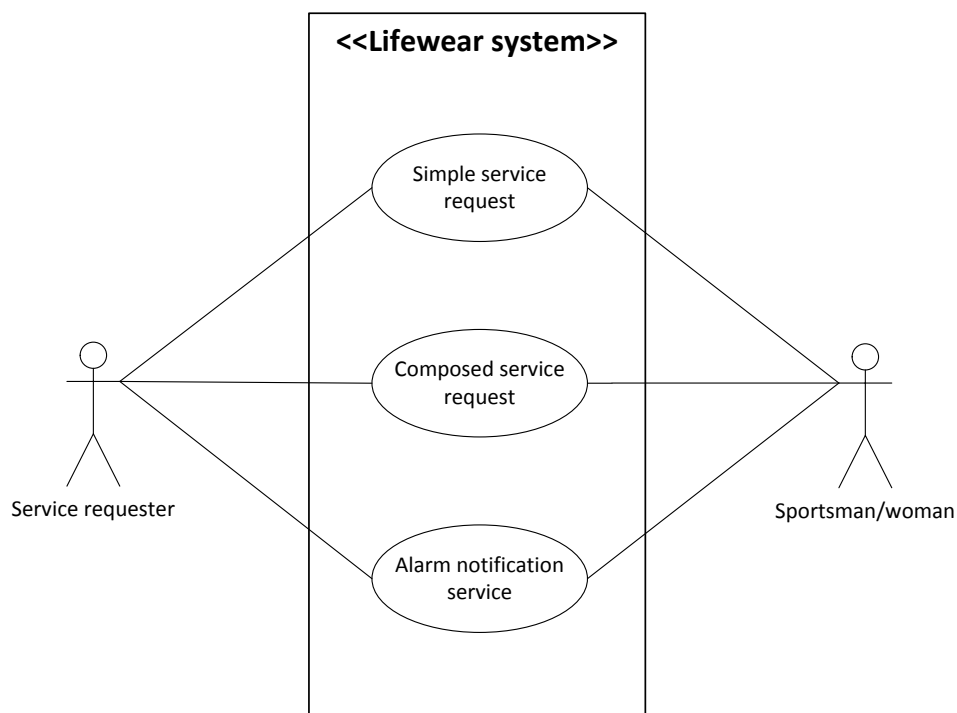 <<Lifewear system>>
Simple service
request
Composed service
request
Service requester
Sportsman/woman
Alarm notification
service